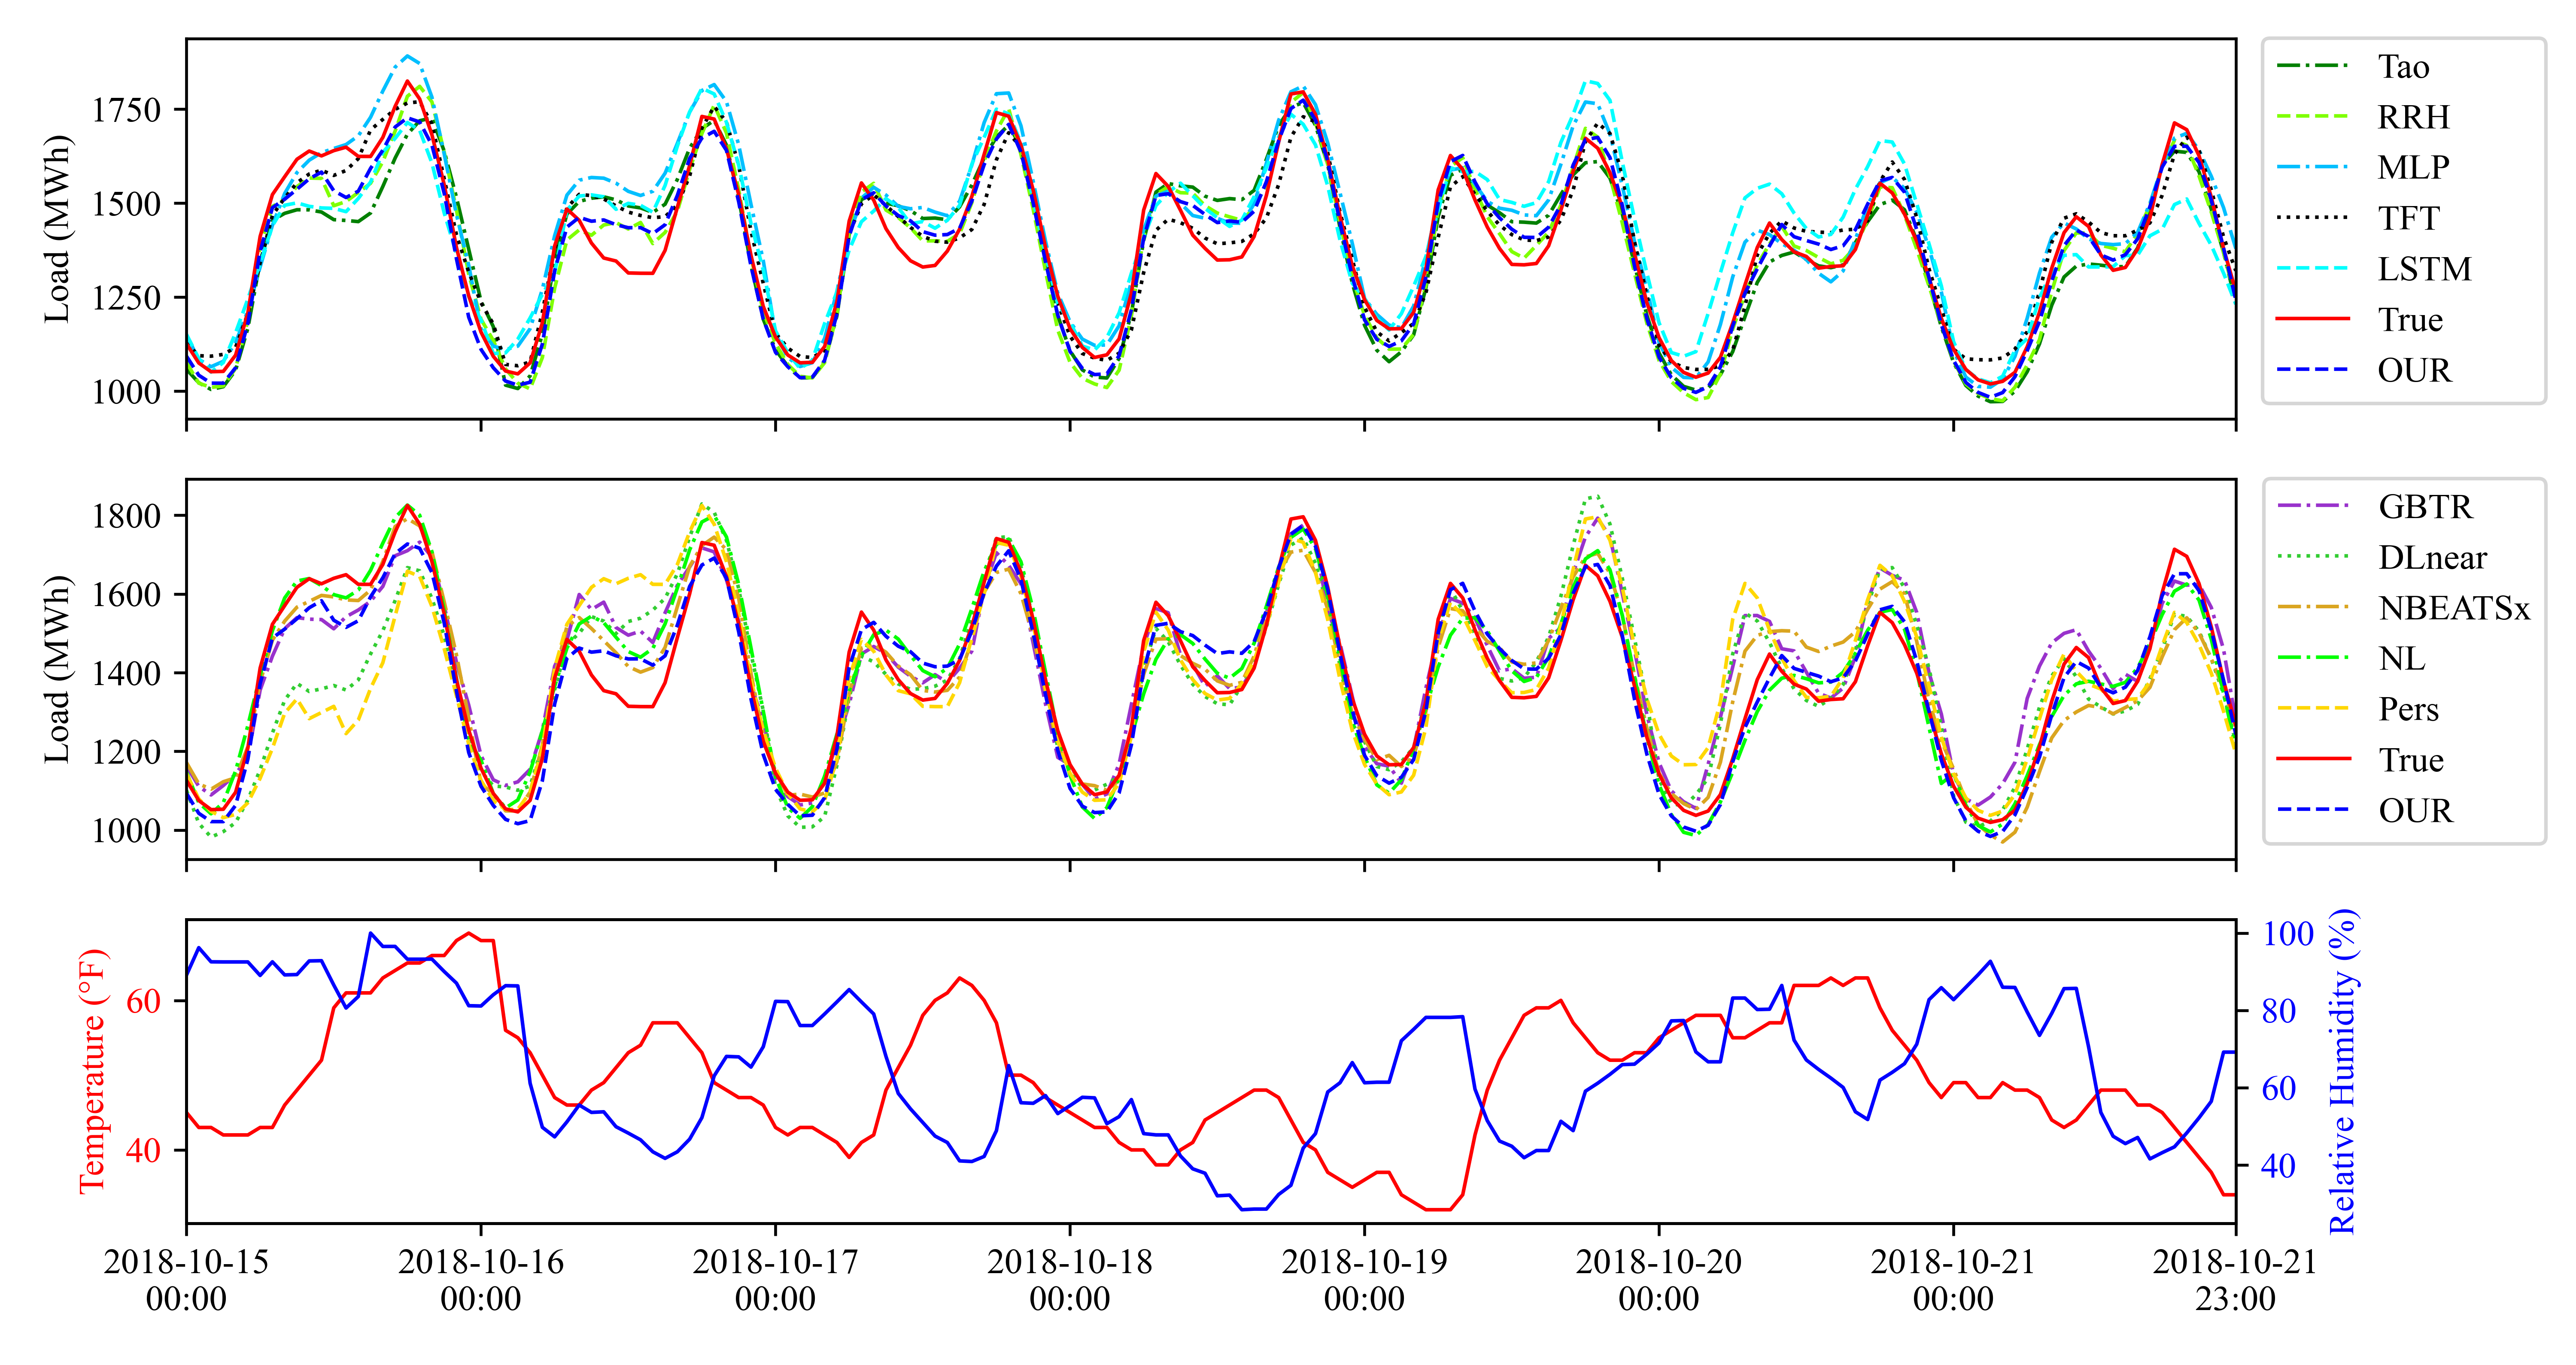 Load (MWh)
1750
1500
1250
1000
Tao
RRH
MLP
TFT
LSTM
True
OUR
Load (MWh)
1800
1600
1400
1200
1000
GBTR
DLnear
NBEATSx
NL
Pers
True
OUR
Temperature (°F)
60
40
100
80
60
40
Relative Humidity (%)
2018-10-15 2018-10-16 2018-10-17 2018-10-18 2018-10-19 2018-10-20 2018-10-21 2018-10-21
00:00 00:00 00:00 00:00 00:00 00:00 00:00 23:00